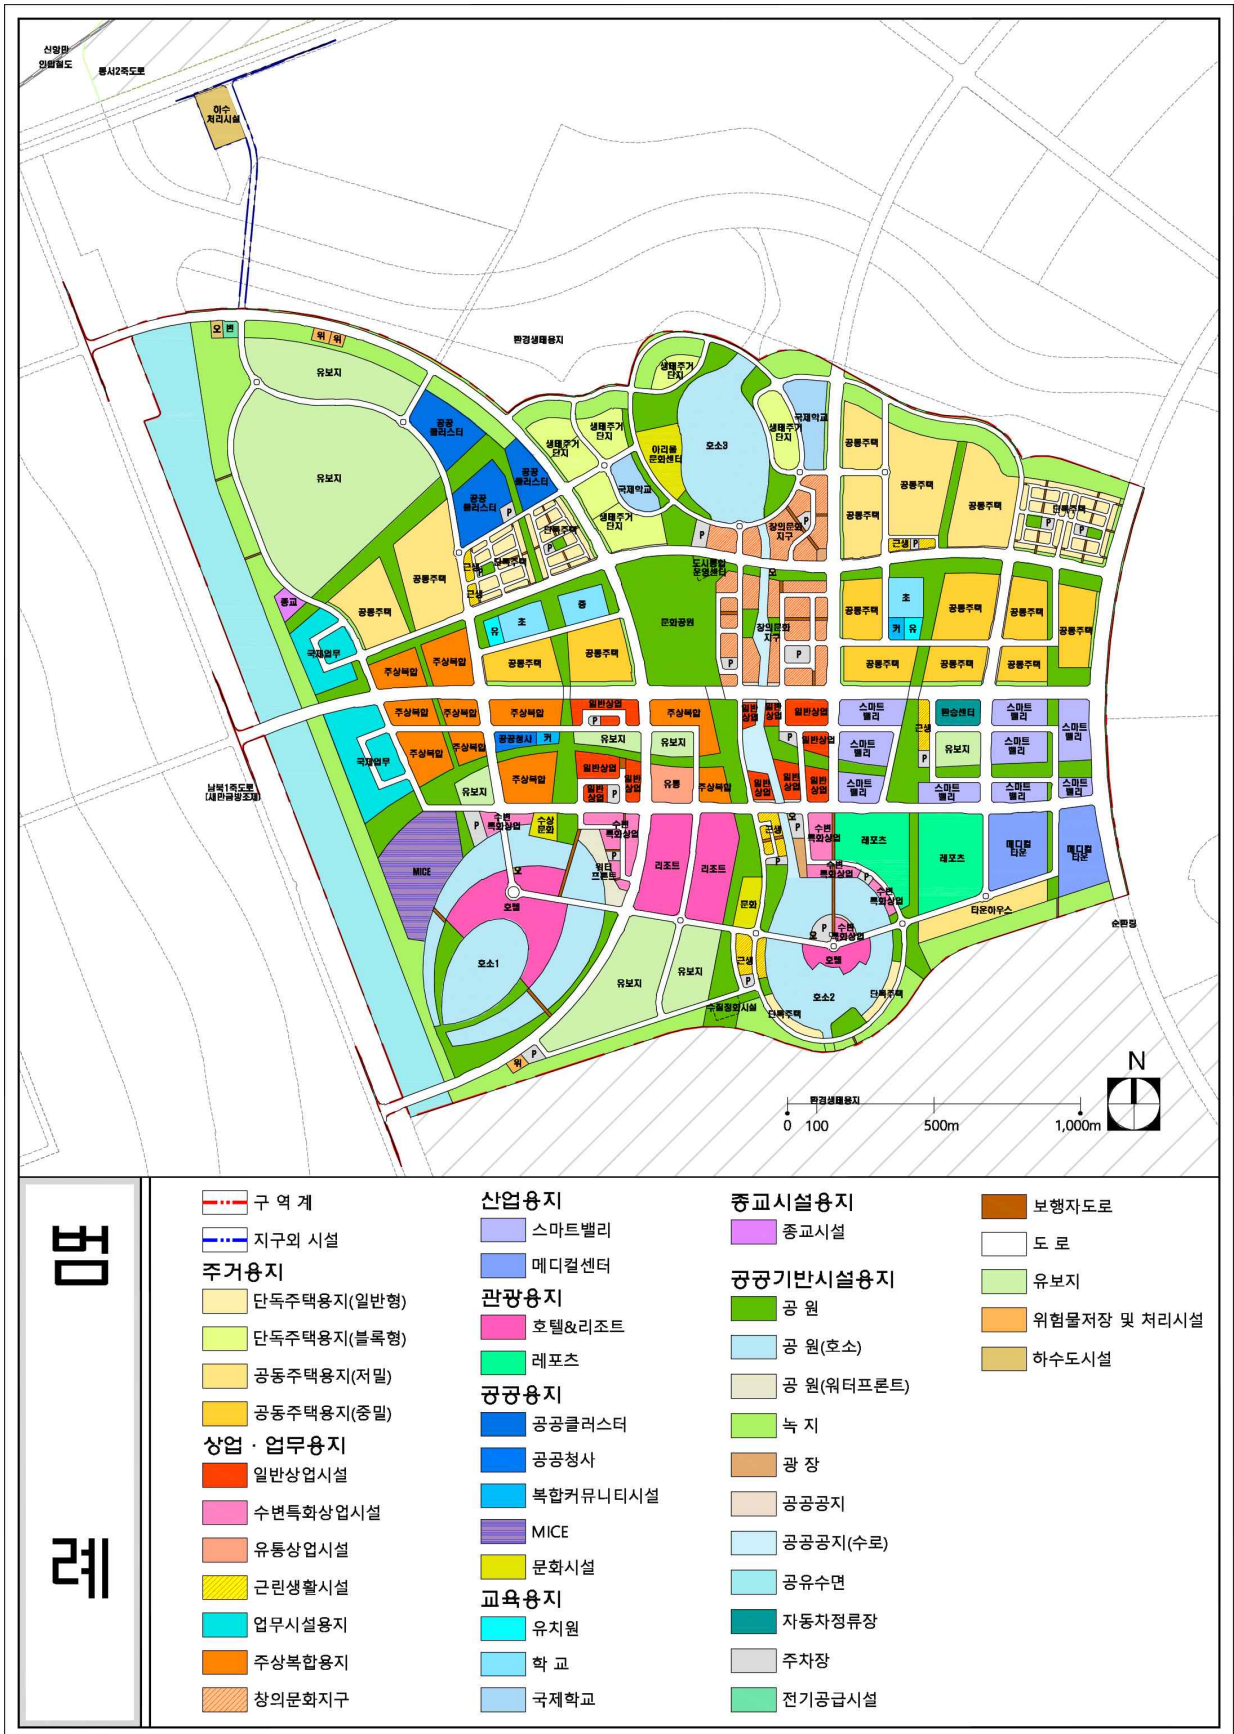 신항만
인입철도
동서2축도로
하수
처리시설
환경생태용지
오
변
위
위
유보지
유보지
공공
클러스터
공공
클러스터
공공
클러스터
P
생태주거
단지
생태주거
단지
생태주거
단지
생태주거
단지
생태주거
단지
국제학교
국제학교
아리울
문화센터
호소3
공동주택
공동주택
공동주택
공동주택
근생
P
단독주택
P
P
창의문화
지구
P
P
도시통합
운영센터
오
단독주택
P
단독주택
근생
P
근생
공동주택
공동주택
종교
국제업무
유
초
중
문화공원
창의문화
지구
P
P
공동주택
초
커
유
공동주택
공동주택
공동주택
공동주택
공동주택
공동주택
주상복합
주상복합
공동주택
공동주택
주상복합
주상복합
주상복합
일반상업
P
주상복합
일반
상업
일반
상업
일반상업
스마트
밸리
근생
환승센터
스마트
밸리
스마트
밸리
국제업무
주상복합
주상복합
공공청사
커
유보지
유보지
P
일반상업
스마트
밸리
P
유보지
스마트
밸리
유보지
주상복합
일반상업
일반
상업
P
일반
상업
유통
주상복합
일반
상업
일반
상업
일반
상업
스마트
밸리
스마트
밸리
스마트
밸리
스마트
밸리
남북1축도로
(새만금방조제)
MICE
P
수변
특화상업
수상
문화
수변
특화상업
P
워터
프론트
리조트
리조트
근생
P
오
P
수변
특화상업
레포츠
레포츠
메디컬
타운
메디컬
타운
수변
특화상업
P
수변
특화상업
오
호텔
호소1
문화
P
오
수변
특화상업
호텔
타운하우스
순환링
유보지
유보지
근생
P
호소2
단독주택
단독주택
수질정화시설
위
P
환경생태용지
N
0 100 500m 1,000m
범
례
구 역 계
지구외 시설
주거용지
단독주택용지(일반형)
단독주택용지(블록형)
공동주택용지(저밀)
공동주택용지(중밀)
상업 · 업무용지
일반상업시설
수변특화상업시설
유통상업시설
근린생활시설
업무시설용지
주상복합용지
창의문화지구
산업용지
스마트밸리
메디컬센터
관광용지
호텔&리조트
레포츠
공공용지
공공클러스터
공공청사
복합커뮤니티시설
MICE
문화시설
교육용지
유치원
학 교
국제학교
종교시설용지
종교시설
공공기반시설용지
공 원
공 원(호소)
공 원(워터프론트)
녹 지
광 장
공공공지
공공공지(수로)
공유수면
자동차정류장
주차장
전기공급시설
보행자도로
도 로
유보지
위험물저장 및 처리시설
하수도시설